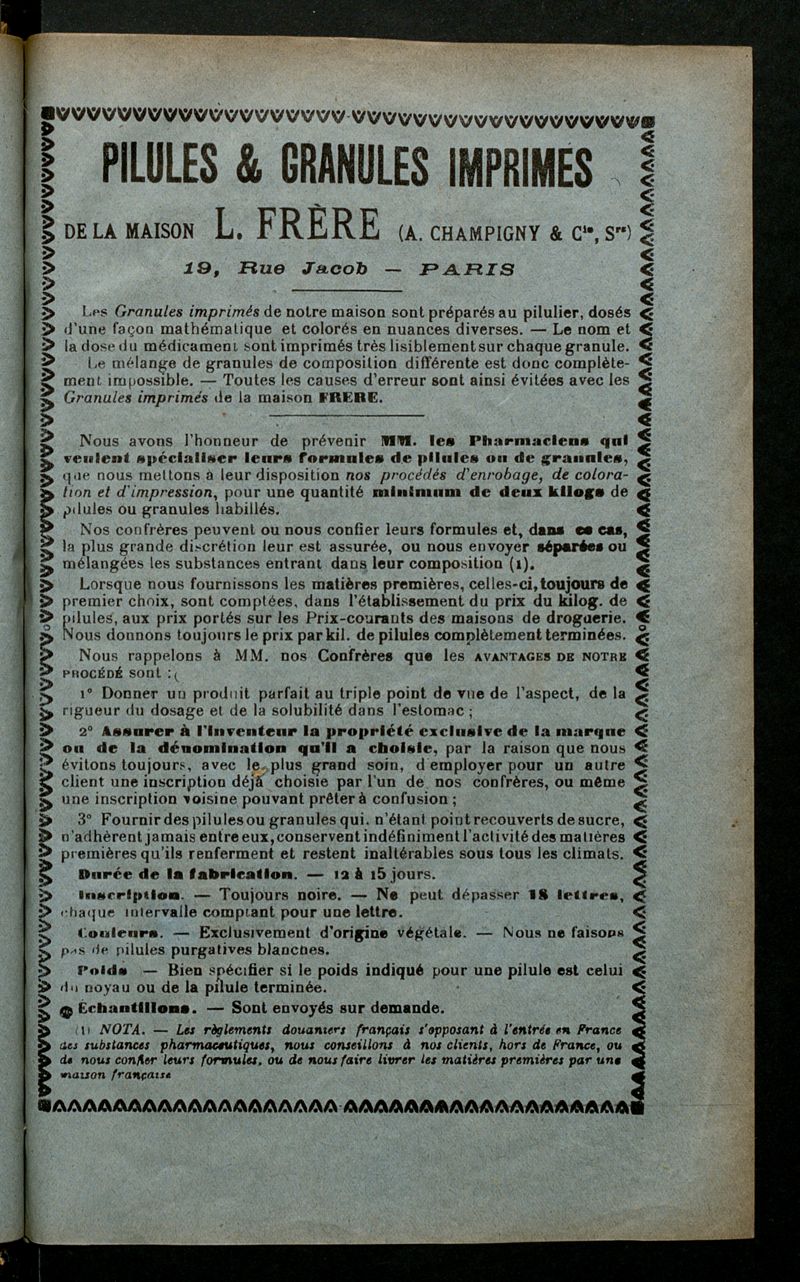 PILULES & GRANULES IMPRIMÉS
DE LA MAISON L. FRÈRE (A. CHAMPIGNY & Cie, Srs)
19, Rue Jacob — PARIS
Les Granules imprimés de notre maison sont préparés au pilulier, dosés
d'une façon mathématique et colorés en nuances diverses. — Le nom et
la dose du médicament sont imprimés très lisiblement sur chaque granule.
Le mélange de granules de composition différente est donc complète-
ment impossible. — Toutes les causes d'erreur sont ainsi évitées avec les
Granules imprimés de la maison FRERE.
Nous avons l'honneur de prévenir MM. les Pharmaciens qui
veulent spécialiser leurs formules de pilules ou de granules,
que nous mettons à leur disposition nos procédés d'enrobage, de colora-
tion et d'impression, pour une quantité minimum de deux kilogs de
pilules ou granules habillés.
Nos confrères peuvent ou nous confier leurs formules et, dans ce cas,
la plus grande discrétion leur est assurée, ou nous envoyer séparées ou
mélangées les substances entrant dans leur composition (1).
Lorsque nous fournissons les matières premières, celles-ci, toujours de
premier choix, sont comptées, dans l'établissement du prix du kilog. de
pilules, aux prix portés sur les Prix-courants des maisons de droguerie.
Nous donnons toujours le prix par kil. de pilules complètement terminées.
Nous rappelons à MM. nos Confrères que les AVANTAGES DE NOTRE
PROCÉDÉ sont :
1° Donner un produit parfait au triple point de vue de l'aspect, de la
rigueur du dosage et de la solubilité dans l'estomac ;
2° Assurer à l'inventeur la propriété exclusive de la marque
ou de la dénomination qu'il a choisie, par la raison que nous
évitons toujours, avec le plus grand soin, d'employer pour un autre
client une inscription déjà choisie par l'un de nos confrères, ou même
une inscription voisine pouvant prêter à confusion ;
3° Fournir des pilules ou granules qui, n'étant point recouverts de sucre,
n'adhèrent jamais entre eux, conservent indéfiniment l'activité des matières
premières qu'ils renferment et restent inaltérables sous tous les climats.
Durée de la fabrication. — 12 à 15 jours.
Inscription. — Toujours noire. — Ne peut dépasser 18 lettres,
chaque intervalle comptant pour une lettre.
Couleurs. — Exclusivement d'origine végétale. — Nous ne faisons
pas de pilules purgatives blanches.
Poids — Bien spécifier si le poids indiqué pour une pilule est celui
du noyau ou de la pilule terminée.
Échantillons. — Sont envoyés sur demande.
(1) NOTA. — Les règlements douaniers français s'opposant à l'entrée en France
des substances pharmaceutiques, nous conseillons à nos clients, hors de France, ou
de nous confier leurs formules, ou de nous faire livrer les matières premières par une
maison française